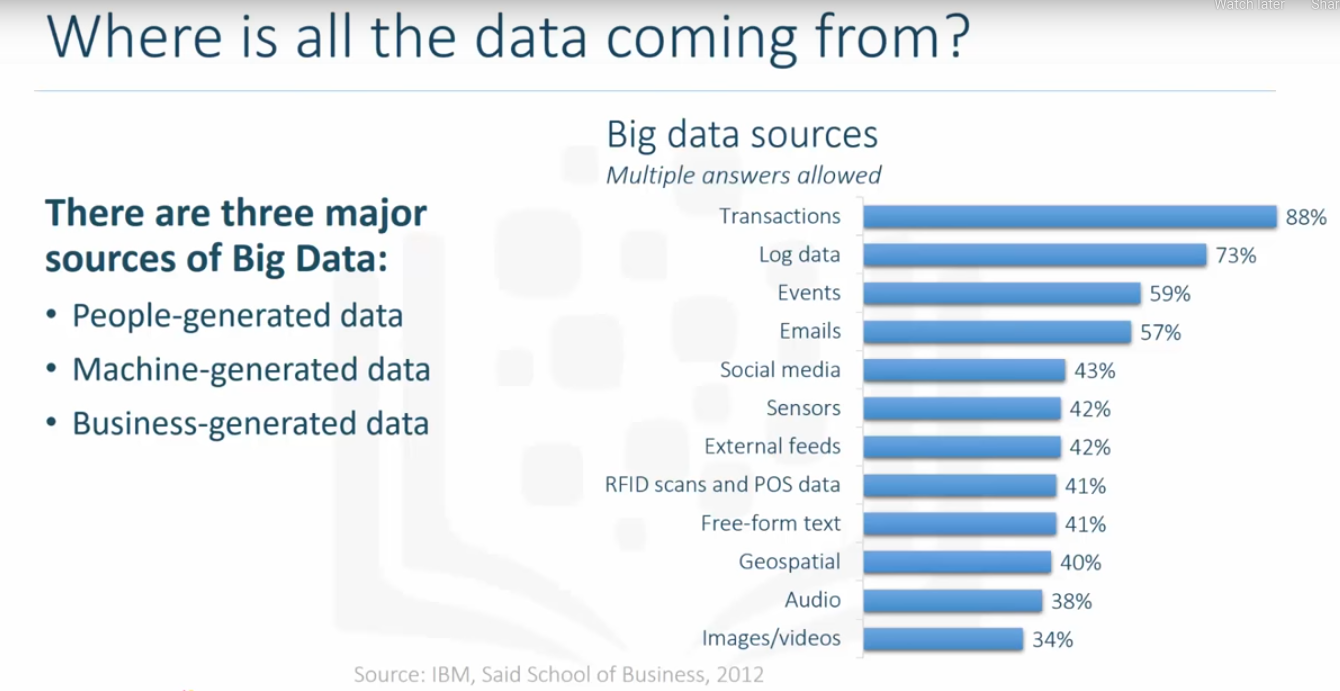 Watch later
Where is all the data coming from?
There are three major
sources of Big Data:
• People-generated data
• Machine-generated data
• Business-generated data
Big data sources
Multiple answers allowed
Transactions 88%
Log data 73%
Events 59%
Emails 57%
Social media 43%
Sensors 42%
External feeds 42%
RFID scans and POS data 41%
Free-form text 41%
Geospatial 40%
Audio 38%
Images/videos 34%
Source: IBM, Said School of Business, 2012